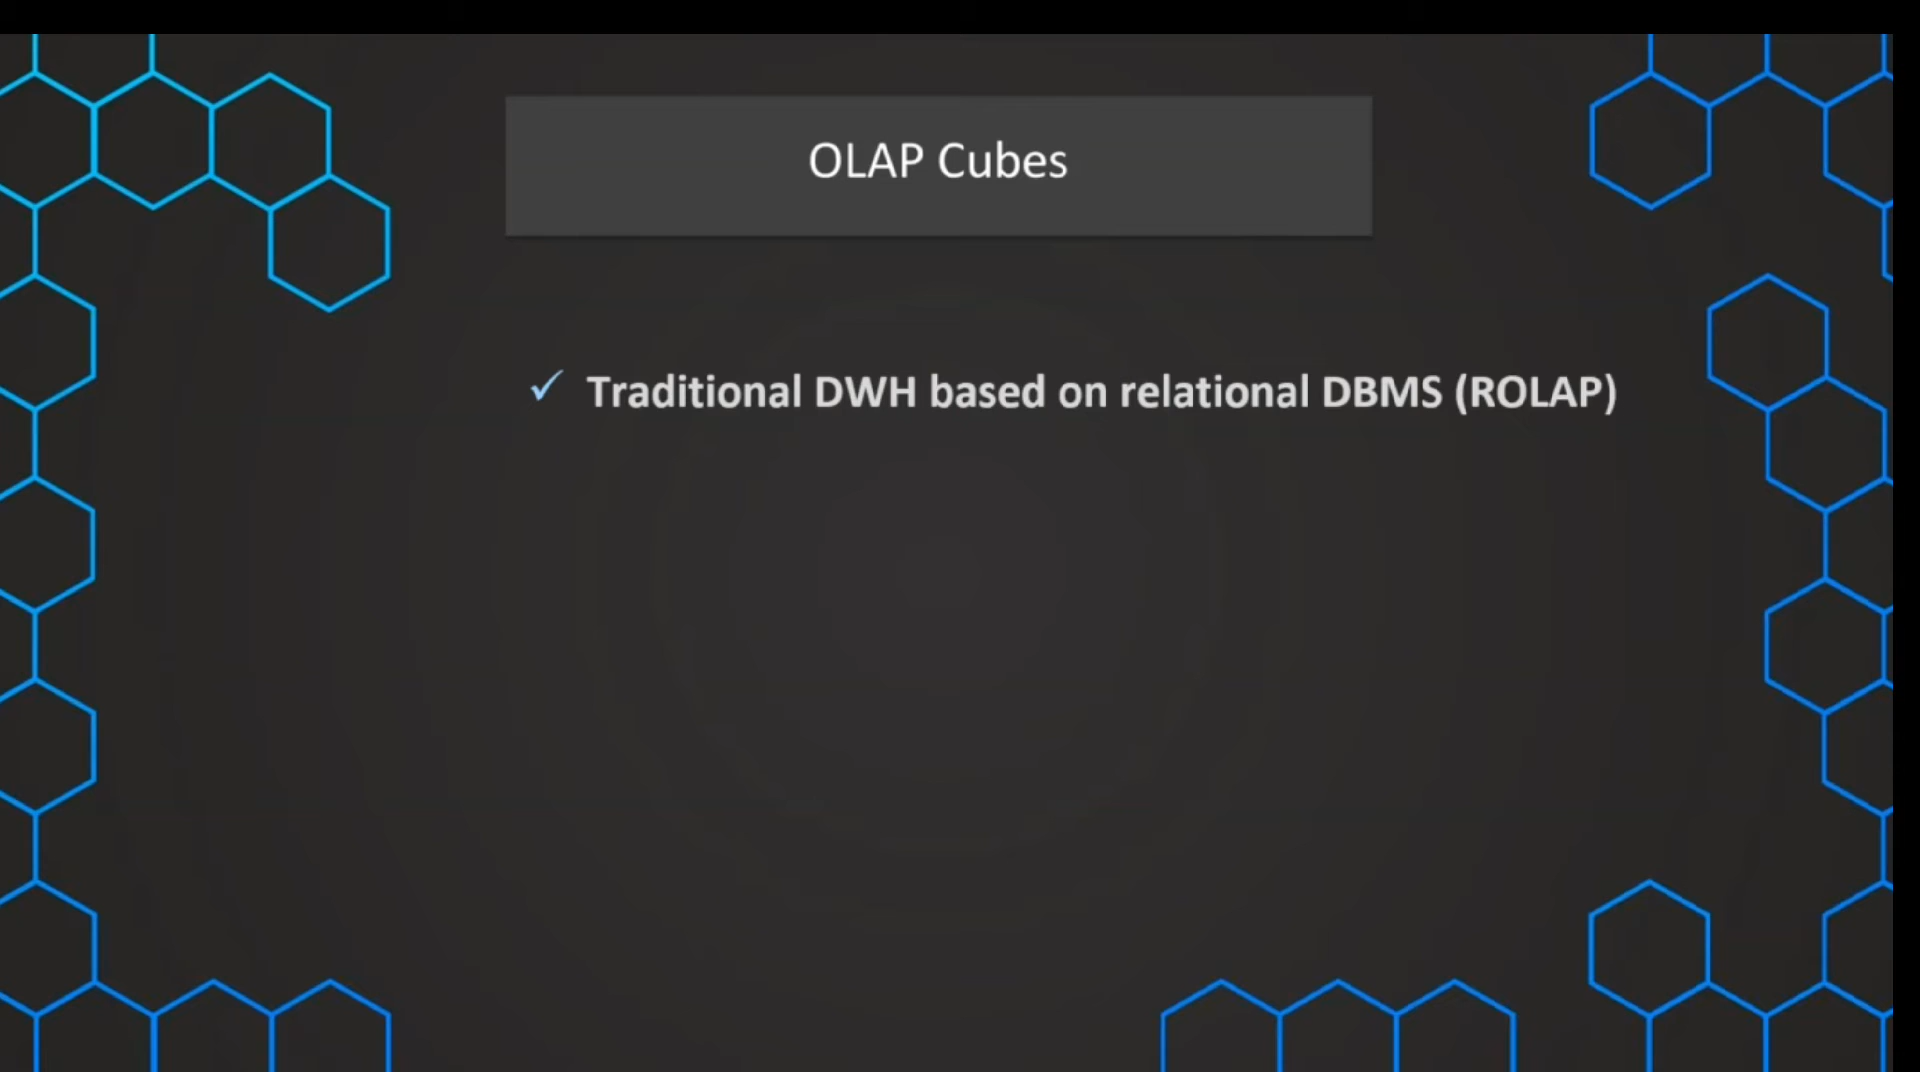 OLAP Cubes
✓ Traditional DWH based on relational DBMS (ROLAP)